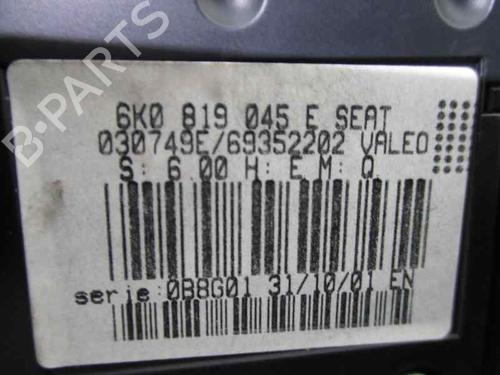 6K0 819 045 E SEAT
030749E/69352202 VALEO
S: 6.00 H: E M: Q
serie:0B8G01 31/10/01 EN
B-PARTS